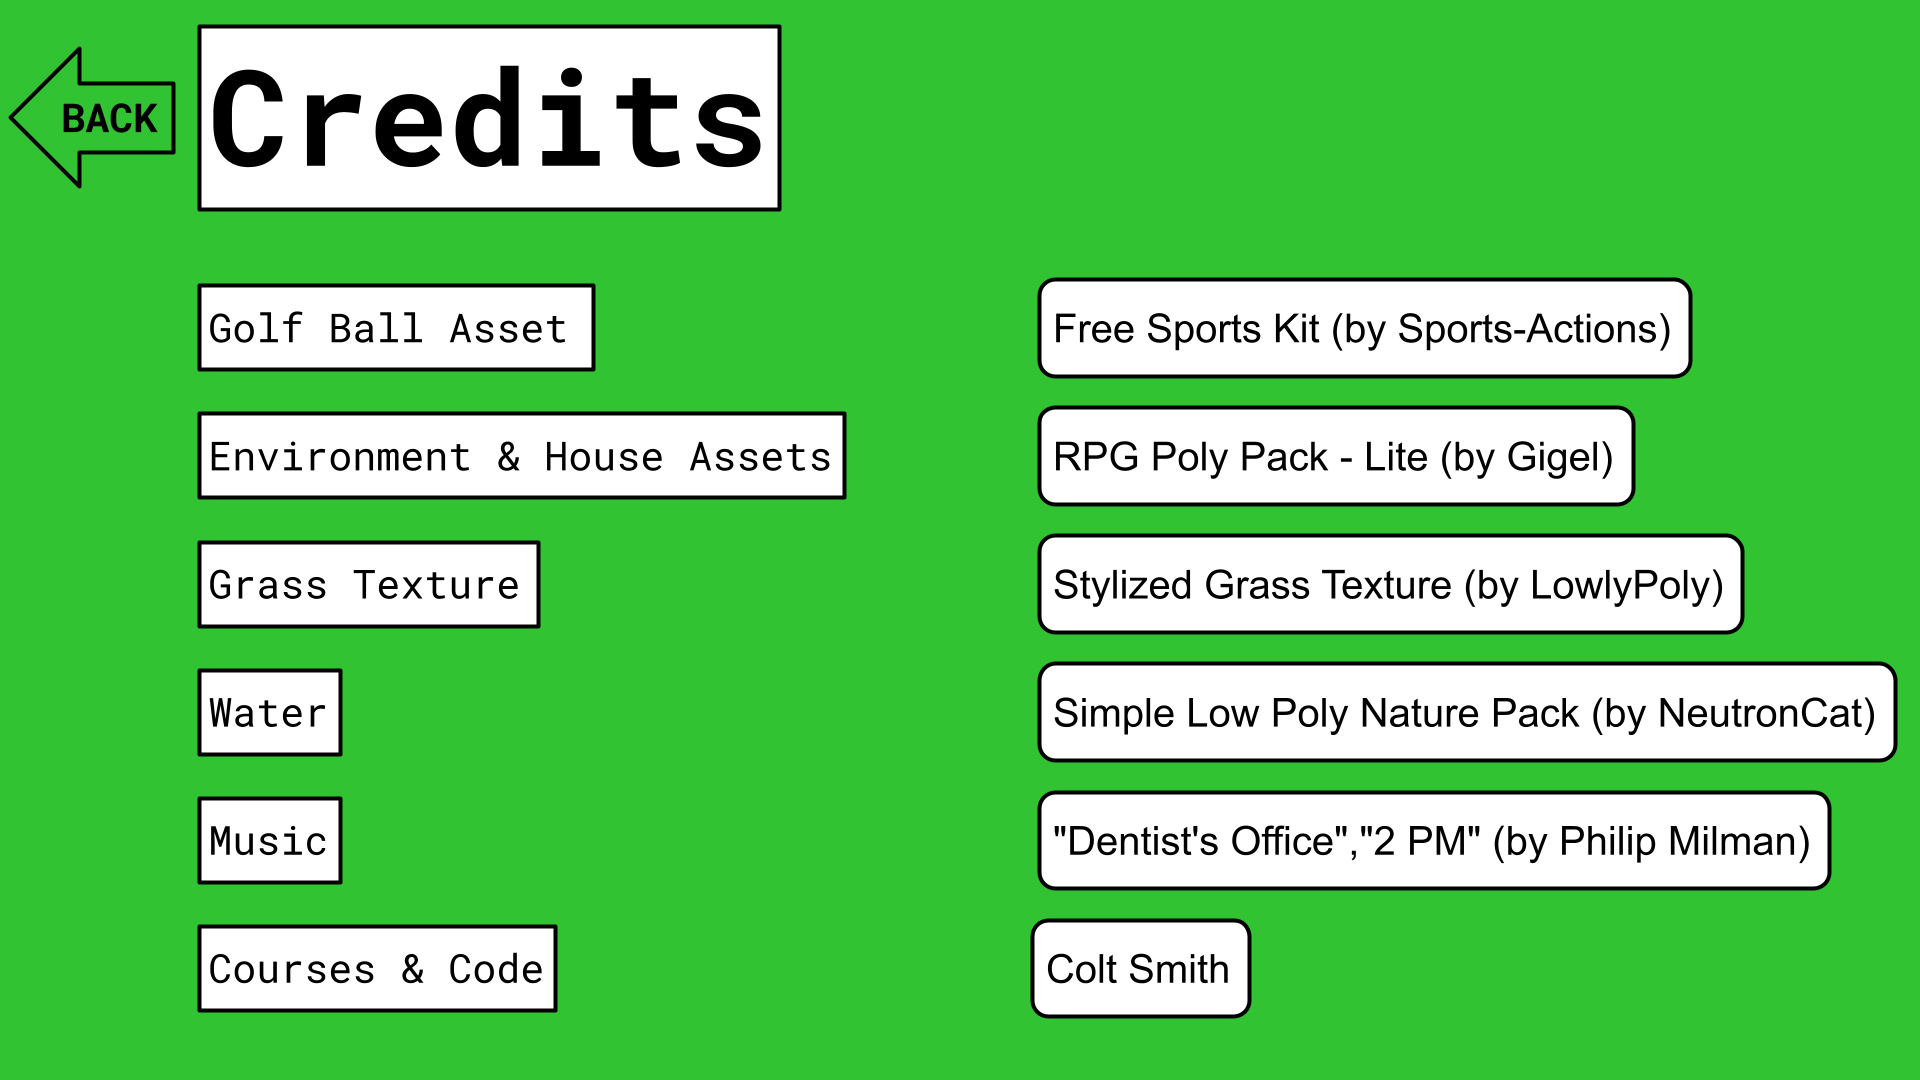 BACK
Credits
Golf Ball Asset
Free Sports Kit (by Sports-Actions)
Environment & House Assets
RPG Poly Pack - Lite (by Gigel)
Grass Texture
Stylized Grass Texture (by LowlyPoly)
Water
Simple Low Poly Nature Pack (by NeutronCat)
Music
"Dentist's Office","2 PM" (by Philip Milman)
Courses & Code
Colt Smith